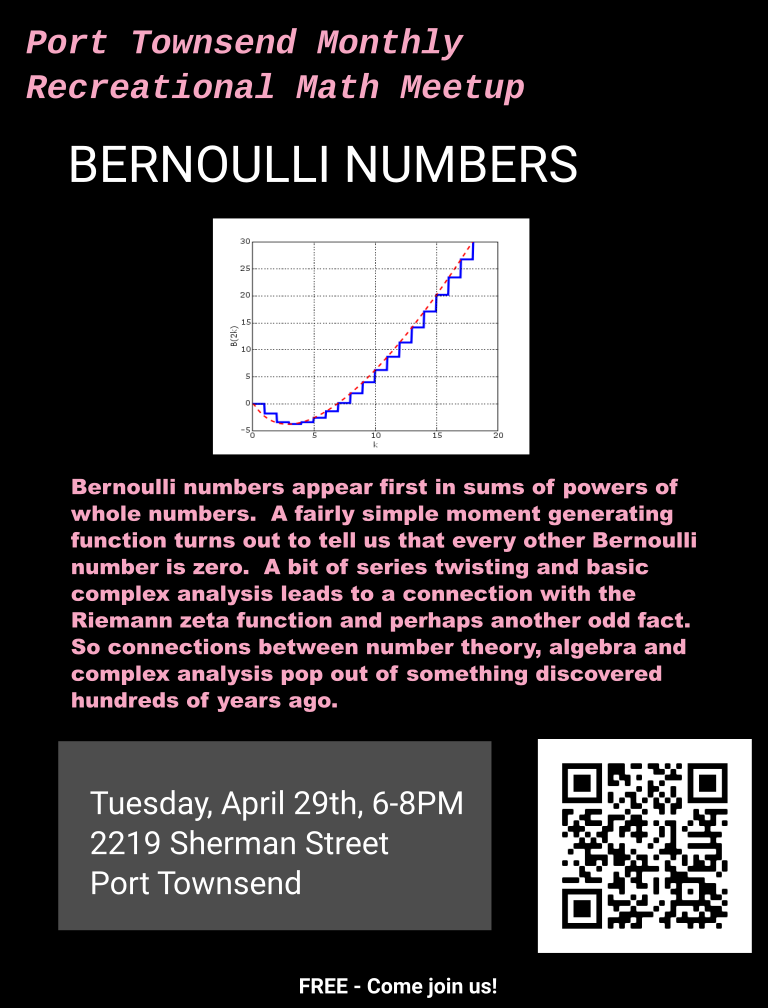 Port Townsend Monthly
Recreational Math Meetup
BERNOULLI NUMBERS
30
25
20
15
10
5
0
−5
B(2k)
0 5 10 15 20
k
Bernoulli numbers appear first in sums of powers of
whole numbers.  A fairly simple moment generating
function turns out to tell us that every other Bernoulli
number is zero.  A bit of series twisting and basic
complex analysis leads to a connection with the
Riemann zeta function and perhaps another odd fact.
So connections between number theory, algebra and
complex analysis pop out of something discovered
hundreds of years ago.
Tuesday, April 29th, 6-8PM
2219 Sherman Street
Port Townsend
FREE - Come join us!